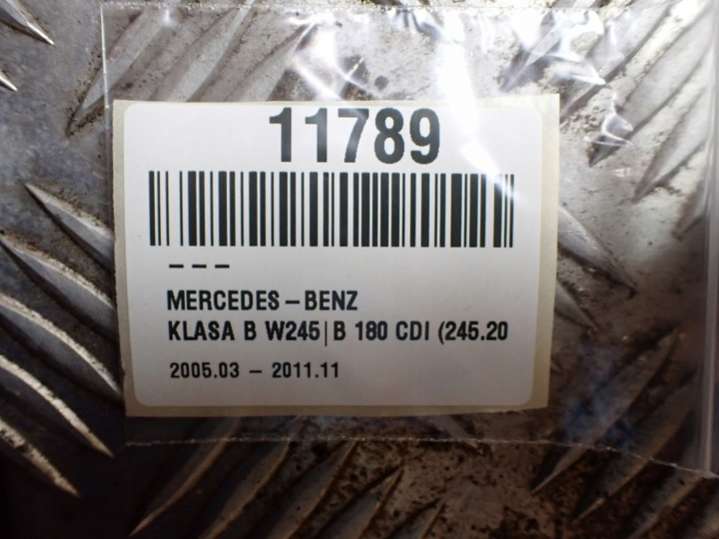 11789
---
MERCEDES-BENZ
KLASA B W245|B 180 CDI (245.20
2005.03 - 2011.11